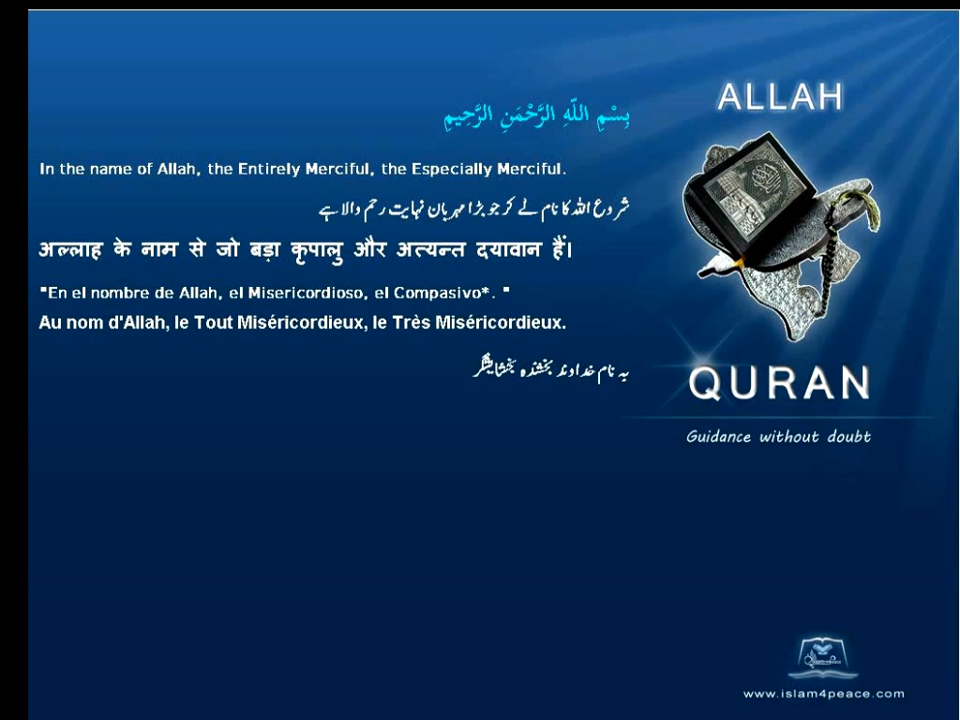 بِسْمِ اللّهِ الرَّحْمَنِ الرَّحِيمِ
In the name of Allah, the Entirely Merciful, the Especially Merciful.
شروع اللہ کا نام لے کر جو بڑا مہربان نہایت رحم والا ہے
अल्लाह के नाम से जो बड़ा कृपालु और अत्यन्त दयावान हैं।
"En el nombre de Allah, el Misericordioso, el Compasivo*. "
Au nom d'Allah, le Tout Miséricordieux, le Très Miséricordieux.
به نام خداوند بخشنده بخشایشگر
ALLAH
QURAN
Guidance without doubt
www.islam4peace.com